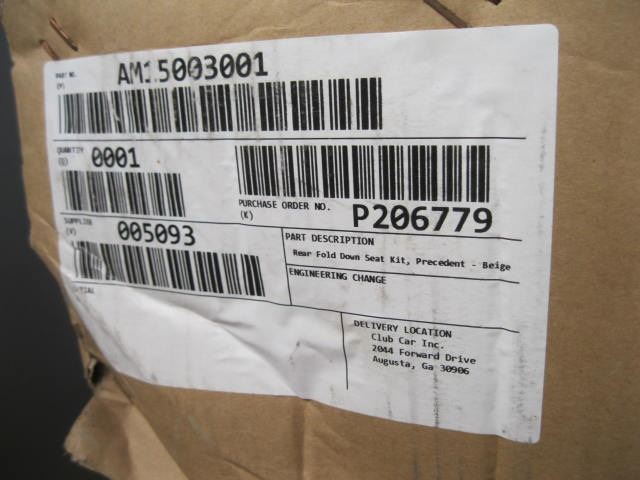 PART NO.
(P)
AM15003001
QUANTITY
(Q)
0001
PURCHASE ORDER NO.
(K)
P206779
SUPPLIER
(V)
005093
PART DESCRIPTION
Rear Fold Down Seat Kit, Precedent - Beige
ENGINEERING CHANGE
DELIVERY LOCATION
Club Car Inc.
2044 Forward Drive
Augusta, Ga 30906